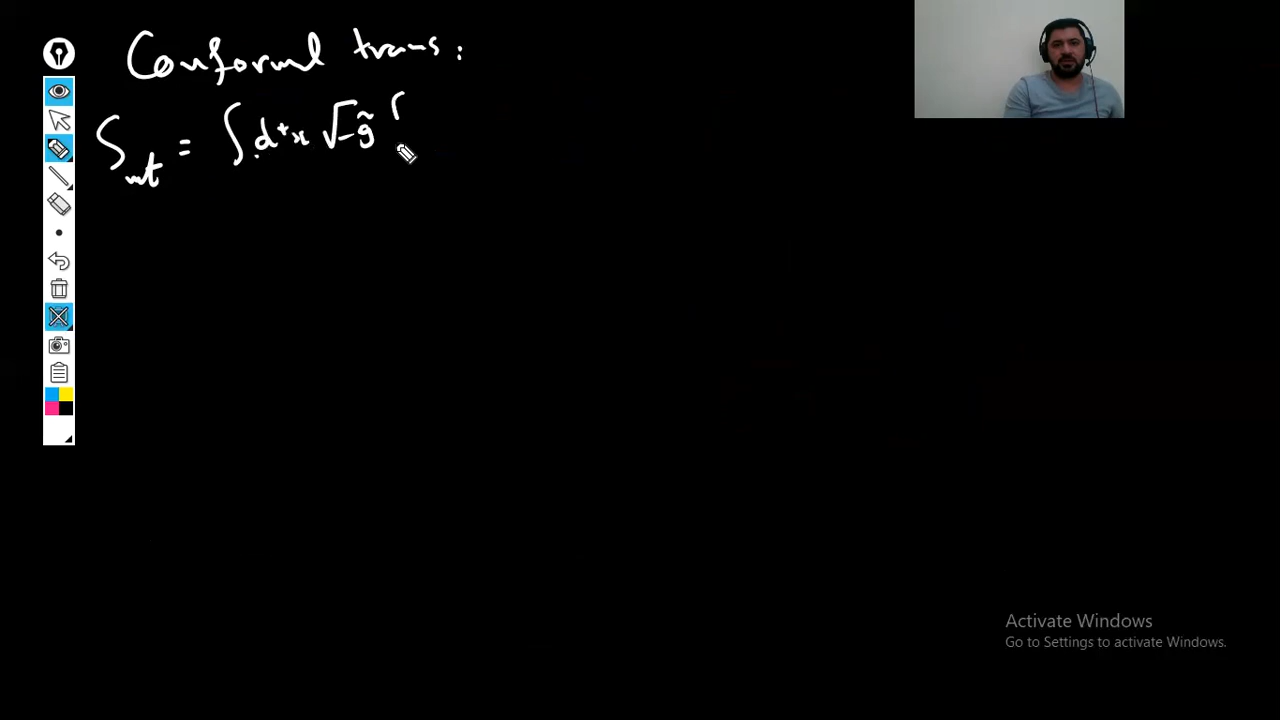 Conformal trans :
S_mt = ∫ d⁴x √-g̃ Γ
Activate Windows
Go to Settings to activate Windows.